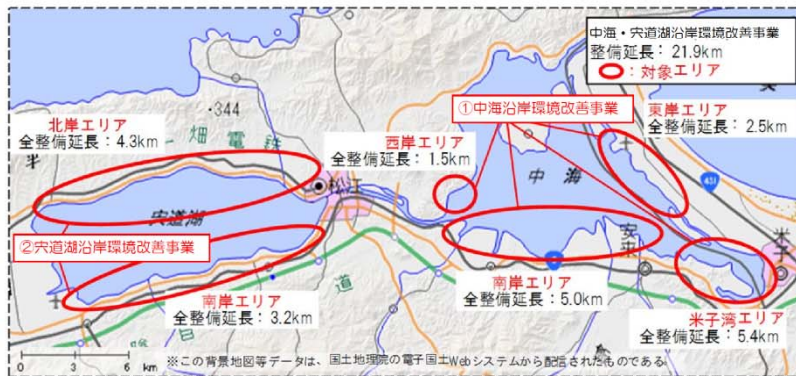 中海・宍道湖沿岸環境改善事業
整備延長：21.9km
：対象エリア
①中海沿岸環境改善事業
北岸エリア
全整備延長：4.3km
・344
畑電鉄
西岸エリア
全整備延長：1.5km
東岸エリア
全整備延長：2.5km
431
松江
中海
宍道湖
②宍道湖沿岸環境改善事業
安来
米子
9
南岸エリア
全整備延長：3.2km
道
南岸エリア
全整備延長：5.0km
米子湾エリア
全整備延長：5.4km
0 3 6 km
※この背景地図等データは、国土地理院の電子国土Webシステムから配信されたものである。